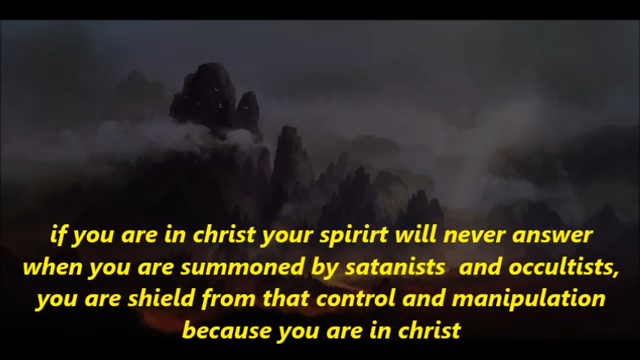 if you are in christ your spirirt will never answer
when you are summoned by satanists  and occultists,
you are shield from that control and manipulation
because you are in christ